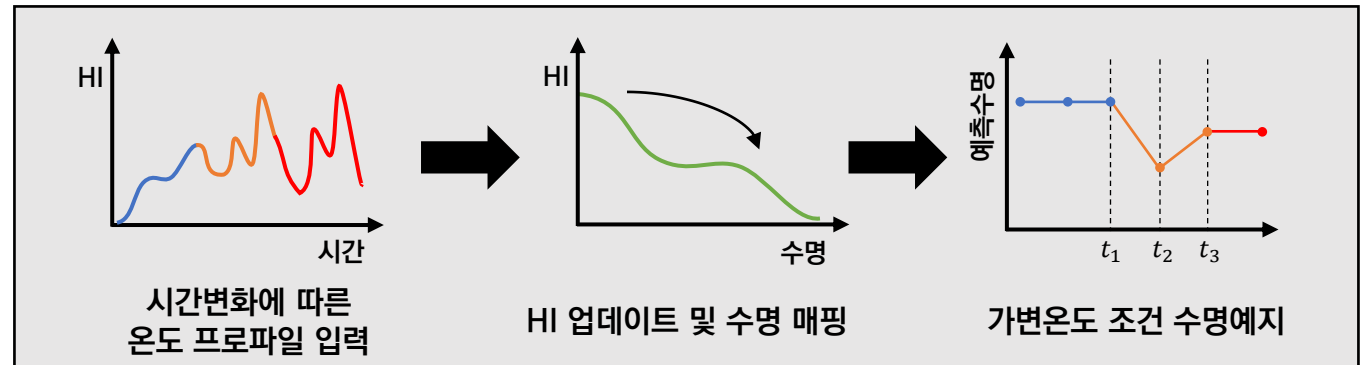 HI
시간
시간변화에 따른
온도 프로파일 입력
HI
수명
HI 업데이트 및 수명 매핑
예측수명
t₁ t₂ t₃
가변온도 조건 수명예지